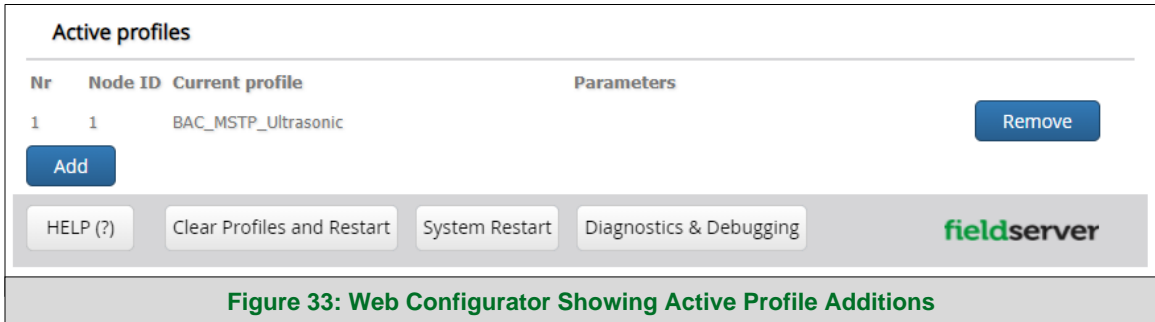 Active profiles
Nr Node ID Current profile Parameters
1 1 BAC_MSTP_Ultrasonic Remove
Add
HELP (?) Clear Profiles and Restart System Restart Diagnostics & Debugging fieldserver
Figure 33: Web Configurator Showing Active Profile Additions